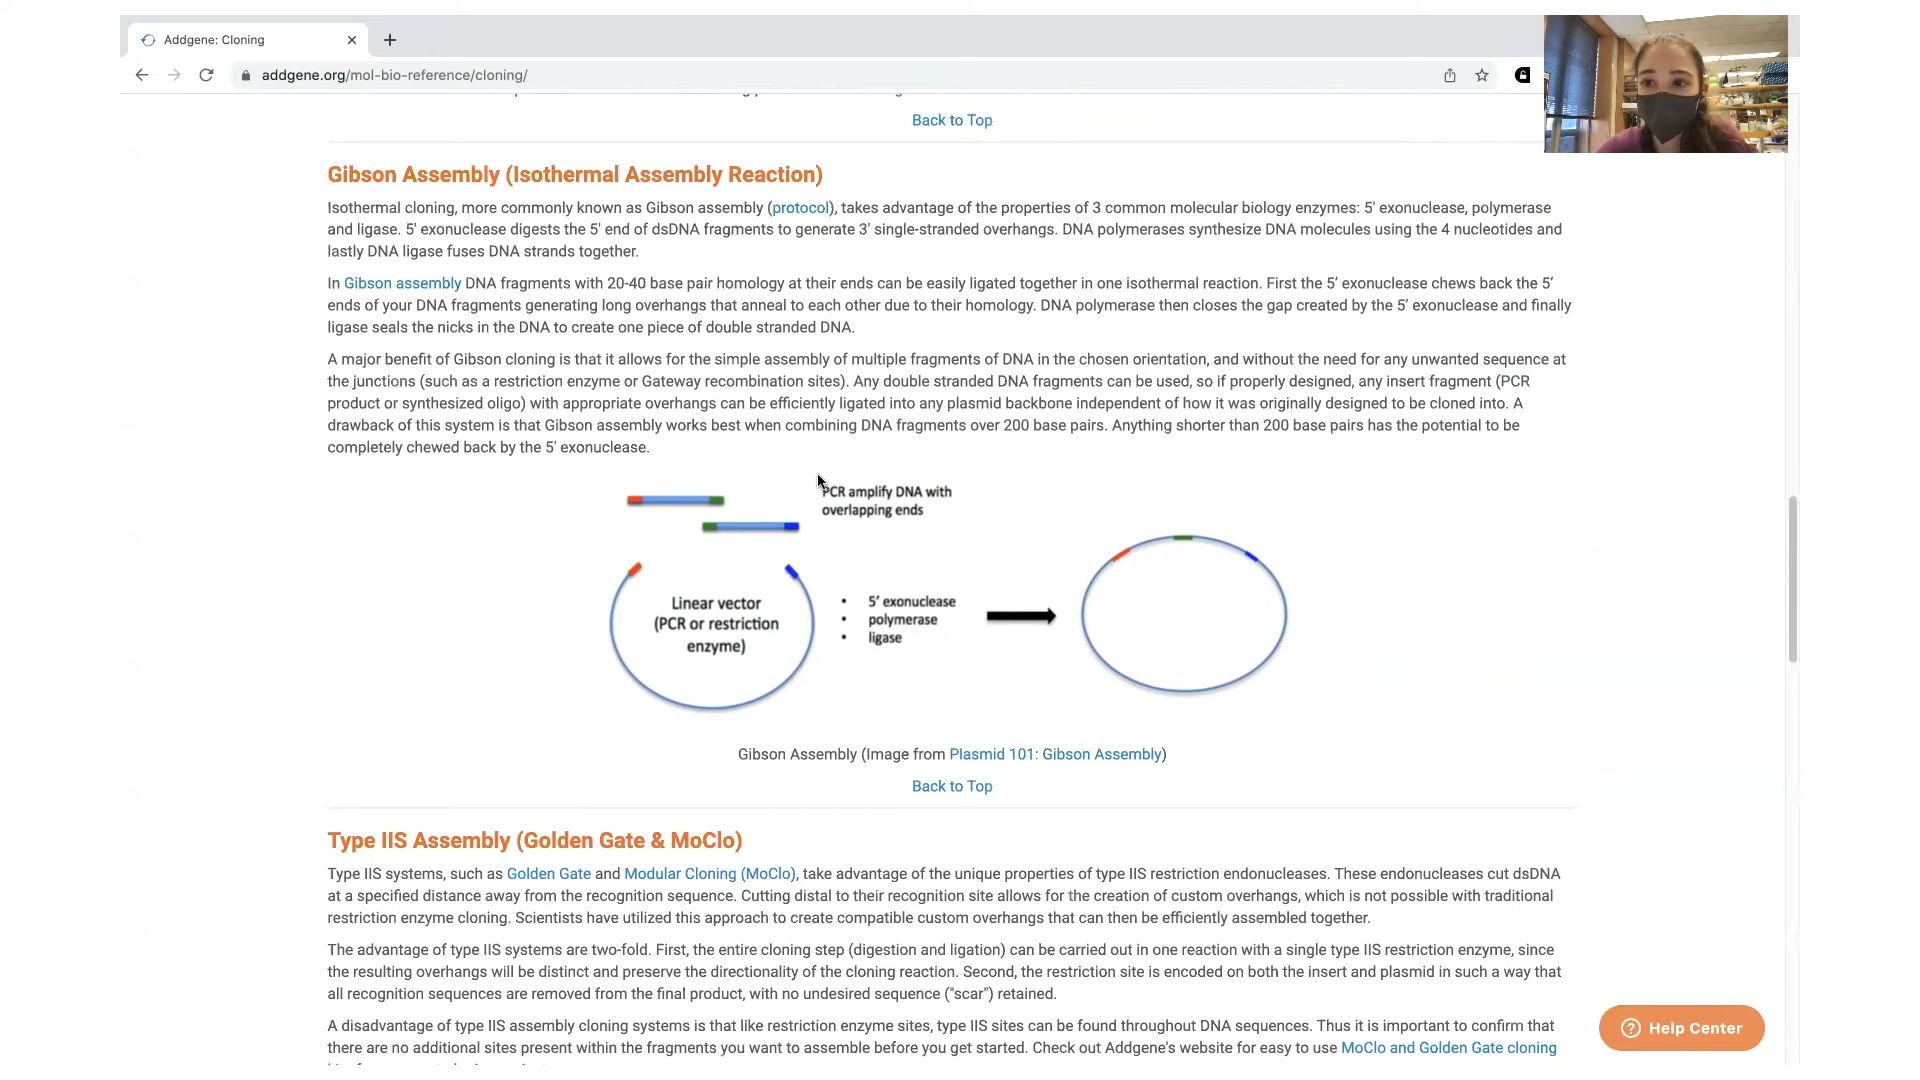 Addgene: Cloning
addgene.org/mol-bio-reference/cloning/
Back to Top
Gibson Assembly (Isothermal Assembly Reaction)
Isothermal cloning, more commonly known as Gibson assembly (protocol), takes advantage of the properties of 3 common molecular biology enzymes: 5' exonuclease, polymerase
and ligase. 5' exonuclease digests the 5' end of dsDNA fragments to generate 3' single-stranded overhangs. DNA polymerases synthesize DNA molecules using the 4 nucleotides and
lastly DNA ligase fuses DNA strands together.
In Gibson assembly DNA fragments with 20-40 base pair homology at their ends can be easily ligated together in one isothermal reaction. First the 5’ exonuclease chews back the 5’
ends of your DNA fragments generating long overhangs that anneal to each other due to their homology. DNA polymerase then closes the gap created by the 5’ exonuclease and finally
ligase seals the nicks in the DNA to create one piece of double stranded DNA.
A major benefit of Gibson cloning is that it allows for the simple assembly of multiple fragments of DNA in the chosen orientation, and without the need for any unwanted sequence at
the junctions (such as a restriction enzyme or Gateway recombination sites). Any double stranded DNA fragments can be used, so if properly designed, any insert fragment (PCR
product or synthesized oligo) with appropriate overhangs can be efficiently ligated into any plasmid backbone independent of how it was originally designed to be cloned into. A
drawback of this system is that Gibson assembly works best when combining DNA fragments over 200 base pairs. Anything shorter than 200 base pairs has the potential to be
completely chewed back by the 5' exonuclease.
PCR amplify DNA with
overlapping ends
Linear vector
(PCR or restriction
enzyme)
• 5’ exonuclease
• polymerase
• ligase
Gibson Assembly (Image from Plasmid 101: Gibson Assembly)
Back to Top
Type IIS Assembly (Golden Gate & MoClo)
Type IIS systems, such as Golden Gate and Modular Cloning (MoClo), take advantage of the unique properties of type IIS restriction endonucleases. These endonucleases cut dsDNA
at a specified distance away from the recognition sequence. Cutting distal to their recognition site allows for the creation of custom overhangs, which is not possible with traditional
restriction enzyme cloning. Scientists have utilized this approach to create compatible custom overhangs that can then be efficiently assembled together.
The advantage of type IIS systems are two-fold. First, the entire cloning step (digestion and ligation) can be carried out in one reaction with a single type IIS restriction enzyme, since
the resulting overhangs will be distinct and preserve the directionality of the cloning reaction. Second, the restriction site is encoded on both the insert and plasmid in such a way that
all recognition sequences are removed from the final product, with no undesired sequence ("scar") retained.
A disadvantage of type IIS assembly cloning systems is that like restriction enzyme sites, type IIS sites can be found throughout DNA sequences. Thus it is important to confirm that
there are no additional sites present within the fragments you want to assemble before you get started. Check out Addgene's website for easy to use MoClo and Golden Gate cloning
Help Center